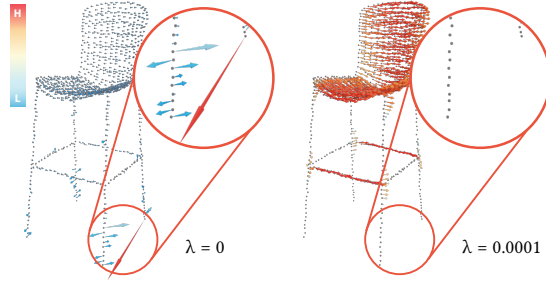 H
L
λ = 0
λ = 0.0001